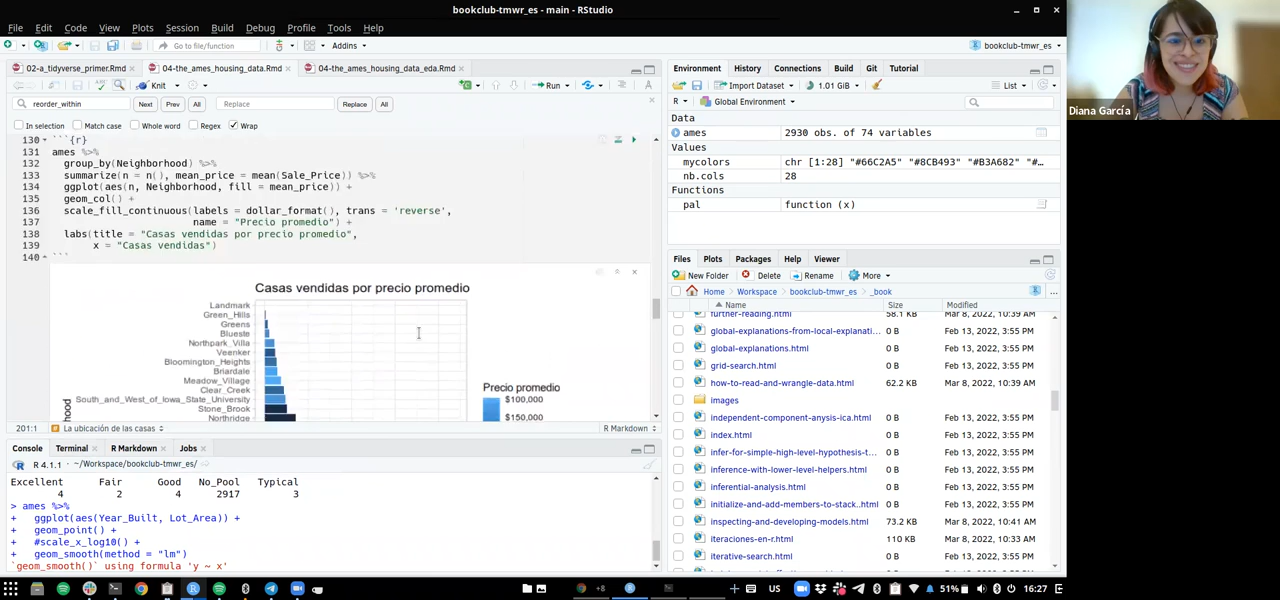 bookclub-tmwr_es - main - RStudio
File Edit Code View Plots Session Build Debug Profile Tools Help
Go to file/function Addins bookclub-tmwr_es
02-a_tidyverse_primer.Rmd 04-the_ames_housing_data.Rmd 04-the_ames_housing_data_eda.Rmd
Knit Run
reorder_within Next Prev All Replace Replace All
In selection Match case Whole word Regex Wrap
130 ```{r}
131 ames %>%
132 group_by(Neighborhood) %>%
133 summarize(n = n(), mean_price = mean(Sale_Price)) %>%
134 ggplot(aes(n, Neighborhood, fill = mean_price)) +
135 geom_col() +
136 scale_fill_continuous(labels = dollar_format(), trans = 'reverse',
137 name = "Precio promedio") +
138 labs(title = "Casas vendidas por precio promedio",
139 x = "Casas vendidas")
140 ```
Casas vendidas por precio promedio
Landmark
Green_Hills
Greens
Blueste
Northpark_Villa
Veenker
Bloomington_Heights
Briardale
Meadow_Village
Clear_Creek
South_and_West_of_Iowa_State_University
Stone_Brook
Northridge
hood
Precio promedio
$100,000
$150,000
201:1 La ubicación de las casas R Markdown
Console Terminal R Markdown Jobs
R 4.1.1 · ~/Workspace/bookclub-tmwr_es/
Excellent Fair Good No_Pool Typical
4 2 4 2917 3
> ames %>%
+ ggplot(aes(Year_Built, Lot_Area)) +
+ geom_point() +
+ #scale_x_log10() +
+ geom_smooth(method = "lm")
`geom_smooth()` using formula 'y ~ x'
Environment History Connections Build Git Tutorial
Import Dataset 1.01 GiB List
R Global Environment
Data
ames 2930 obs. of 74 variables
Values
mycolors chr [1:28] "#66C2A5" "#8CB493" "#B3A682" "#…
nb.cols 28
Functions
pal function (x)
Files Plots Packages Help Viewer
New Folder Delete Rename More
Home Workspace bookclub-tmwr_es _book
Name Size Modified
further-reading.html 58.1 KB Mar 8, 2022, 10:39 AM
global-explanations-from-local-explanati... 0 B Feb 13, 2022, 3:55 PM
global-explanations.html 0 B Feb 13, 2022, 3:55 PM
grid-search.html 0 B Feb 13, 2022, 3:55 PM
how-to-read-and-wrangle-data.html 62.2 KB Mar 8, 2022, 10:39 AM
images
independent-component-anysis-ica.html 0 B Feb 13, 2022, 3:55 PM
index.html 0 B Feb 13, 2022, 3:55 PM
infer-for-simple-high-level-hypothesis-t... 0 B Feb 13, 2022, 3:55 PM
inference-with-lower-level-helpers.html 0 B Feb 13, 2022, 3:55 PM
inferential-analysis.html 0 B Feb 13, 2022, 3:55 PM
initialize-and-add-members-to-stack..html 0 B Feb 13, 2022, 3:55 PM
inspecting-and-developing-models.html 73.2 KB Mar 8, 2022, 10:41 AM
iteraciones-en-r.html 110 KB Mar 8, 2022, 10:33 AM
iterative-search.html 0 B Feb 13, 2022, 3:55 PM
Diana García
+8 US 51% 16:27